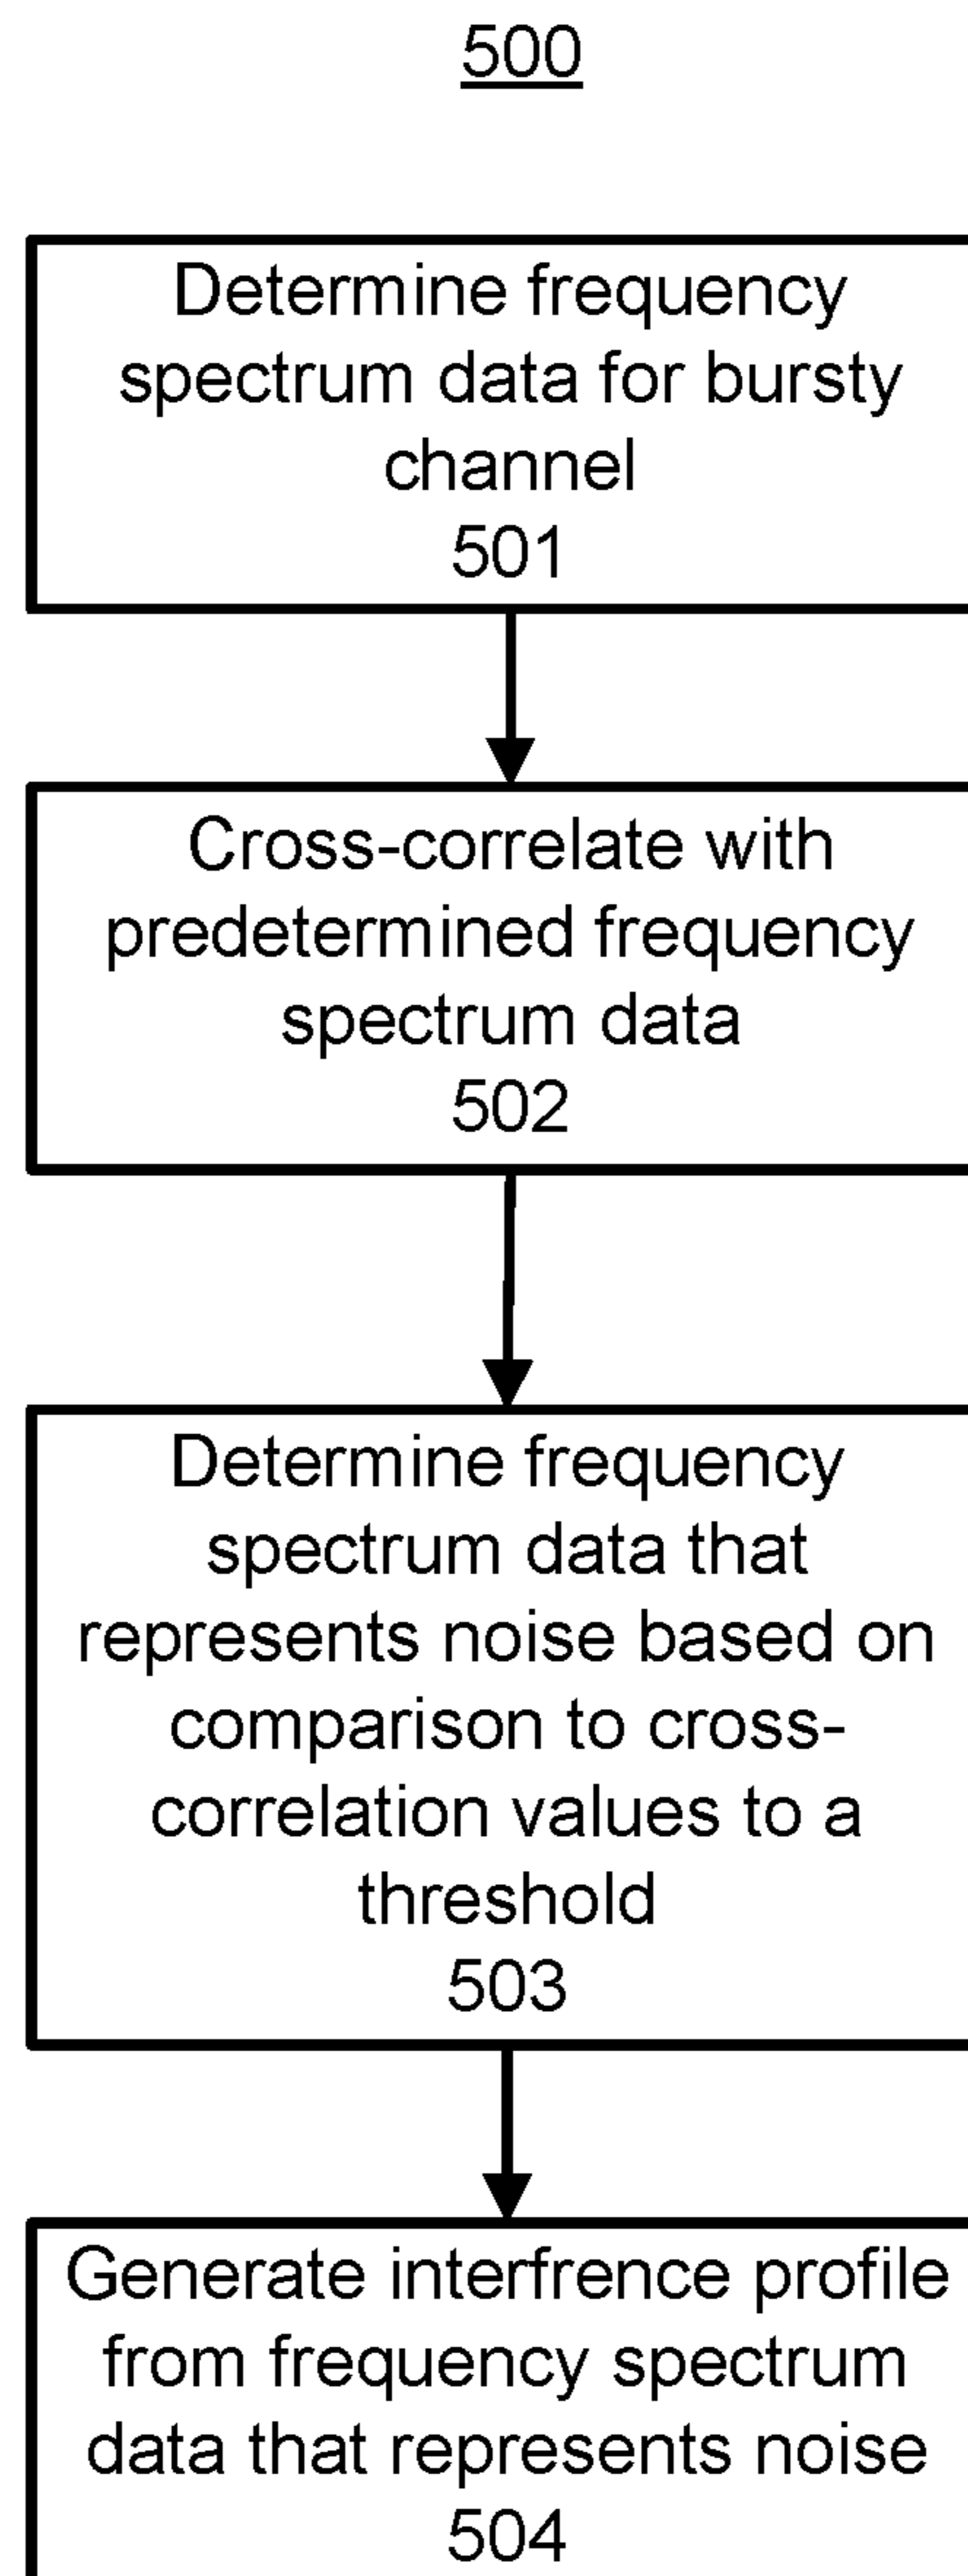 500
Determine frequency
spectrum data for bursty
channel
501
Cross-correlate with
predetermined frequency
spectrum data
502
Determine frequency
spectrum data that
represents noise based on
comparison to cross-
correlation values to a
threshold
503
Generate interfrence profile
from frequency spectrum
data that represents noise
504